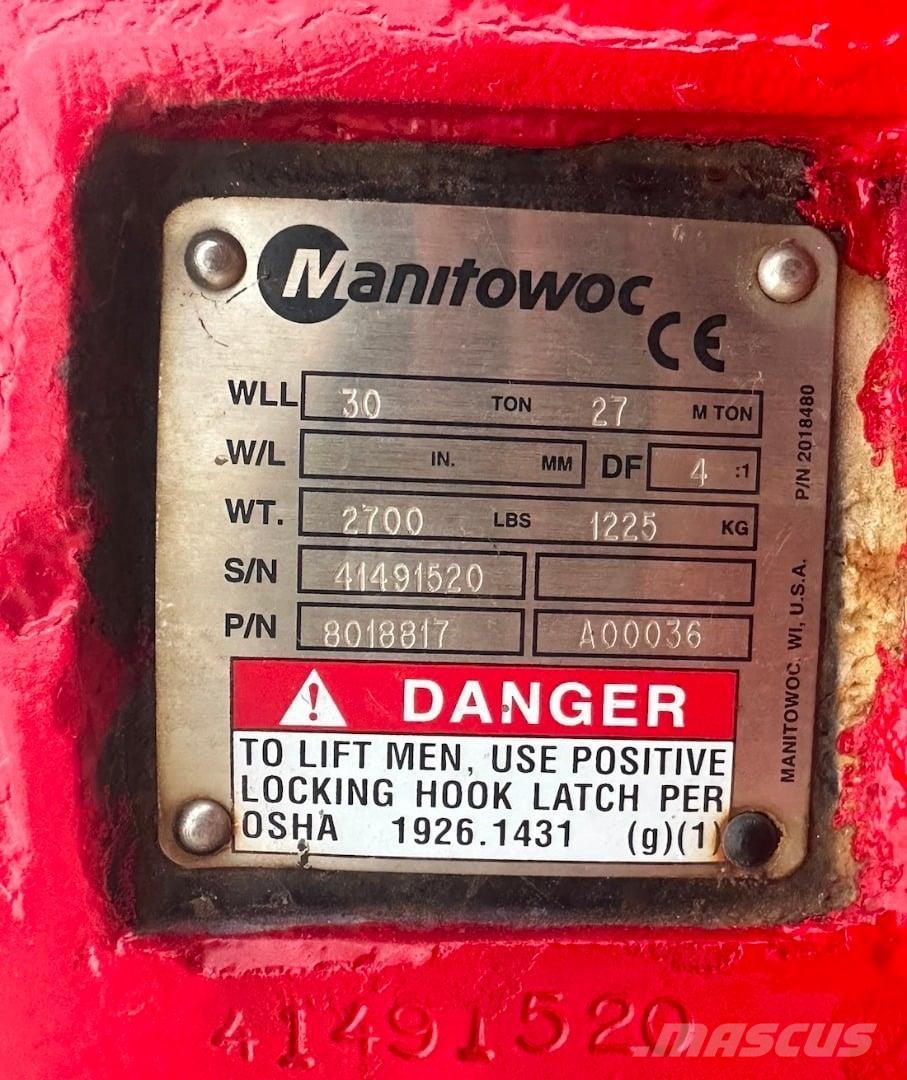 Manitowoc
CE
WLL 30 TON 27 M TON
W/L IN. MM DF 4 :1
WT. 2700 LBS 1225 KG
S/N 41491520
P/N 8018817 A00036
DANGER
TO LIFT MEN, USE POSITIVE
LOCKING HOOK LATCH PER
OSHA 1926.1431 (g)(1)
MANITOWOC, WI, U.S.A. P/N 2018480
41491520
MASCUS